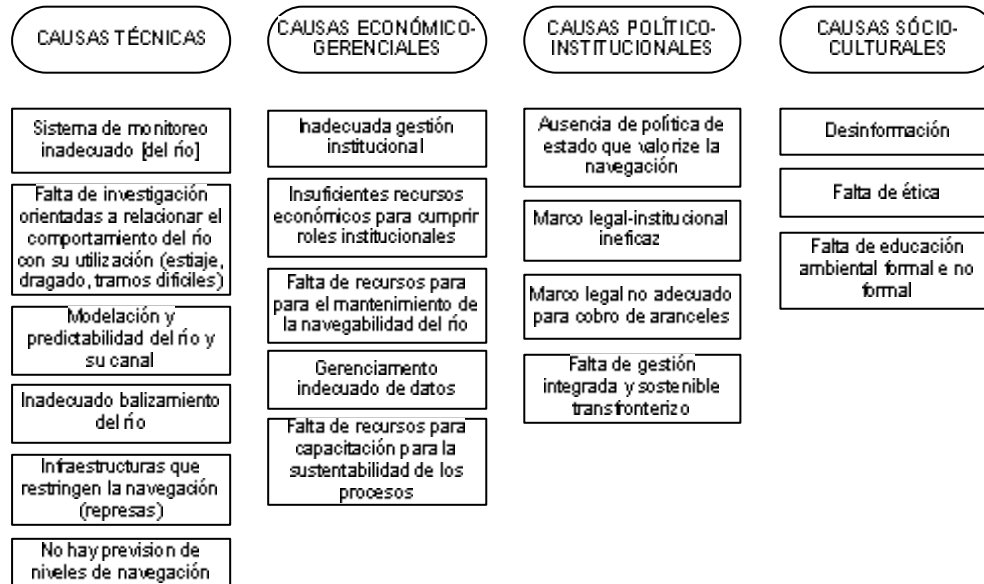 CAUSAS TÉCNICAS
Sistema de monitoreo
inadecuado [del río]
Falta de investigación
orientadas a relacionar el
comportamiento del río
con su utilización (estiaje,
dragado, tramos dificiles)
Modelación y
predictabilidad del río y
su canal
Inadecuado balizamiento
del río
Infraestructuras que
restringen la navegación
(represas)
No hay prevision de
niveles de navegación
CAUSAS ECONÓMICO-
GERENCIALES
Inadecuada gestión
institucional
Insuficientes recursos
económicos para cumprir
roles institucionales
Falta de recursos para
para el mantenimiento de
la navegabilidad del río
Gerenciamento
indecuado de datos
Falta de recursos para
capacitación para la
sustentabilidad de los
procesos
CAUSAS POLÍTICO-
INSTITUCIONALES
Ausencia de política de
estado que valorize la
navegación
Marco legal-institucional
ineficaz
Marco legal no adecuado
para cobro de aranceles
Falta de gestión
integrada y sostenible
transfronterizo
CAUSAS SÓCIO-
CULTURALES
Desinformación
Falta de ética
Falta de educación
ambiental formal e no
formal